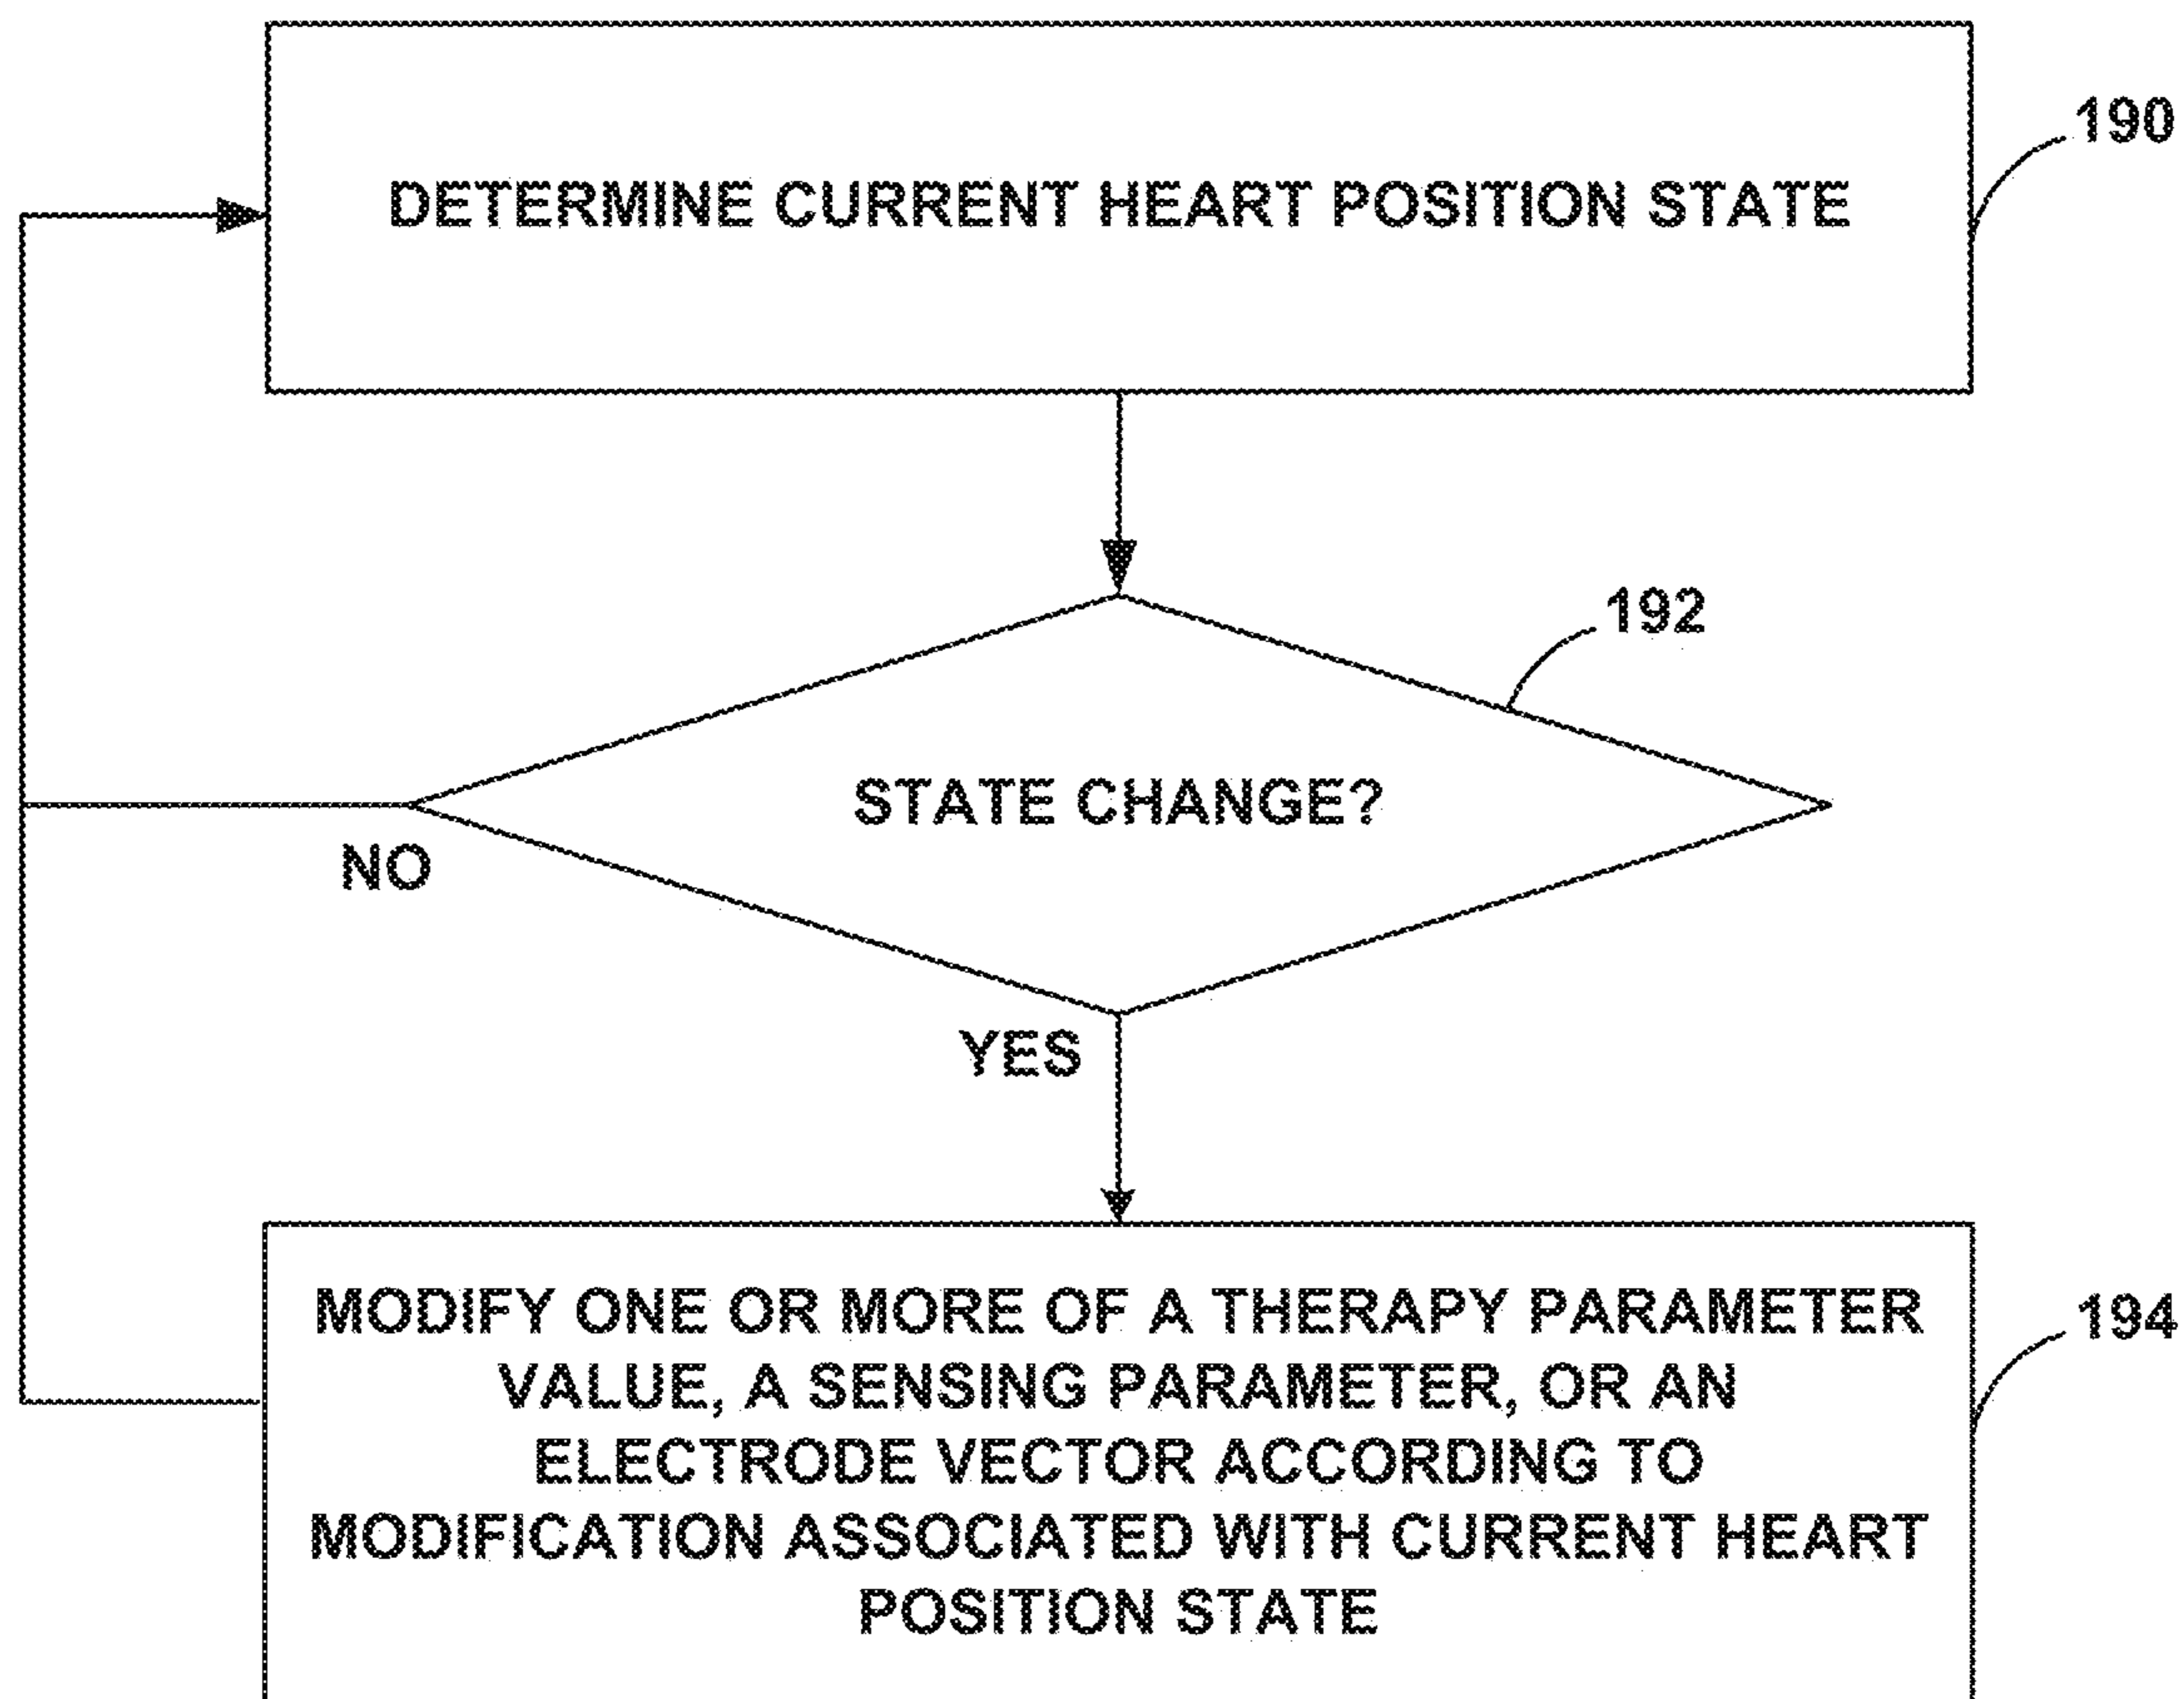 190
DETERMINE CURRENT HEART POSITION STATE
192
STATE CHANGE?
NO
YES
MODIFY ONE OR MORE OF A THERAPY PARAMETER
194
VALUE, A SENSING PARAMETER, OR AN
ELECTRODE VECTOR ACCORDING TO
MODIFICATION ASSOCIATED WITH CURRENT HEART
POSITION STATE